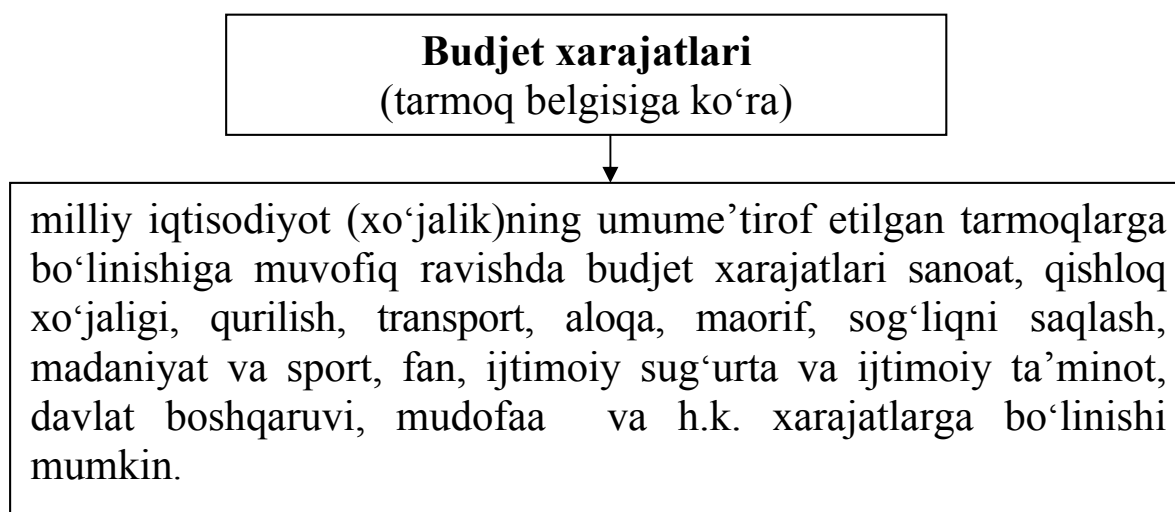 Budjet xarajatlari
(tarmoq belgisiga ko‘ra)
milliy iqtisodiyot (xo‘jalik)ning umume’tirof etilgan tarmoqlarga
bo‘linishiga muvofiq ravishda budjet xarajatlari sanoat, qishloq
xo‘jaligi, qurilish, transport, aloqa, maorif, sog‘liqni saqlash,
madaniyat va sport, fan, ijtimoiy sug‘urta va ijtimoiy ta’minot,
davlat boshqaruvi, mudofaa va h.k. xarajatlarga bo‘linishi
mumkin.